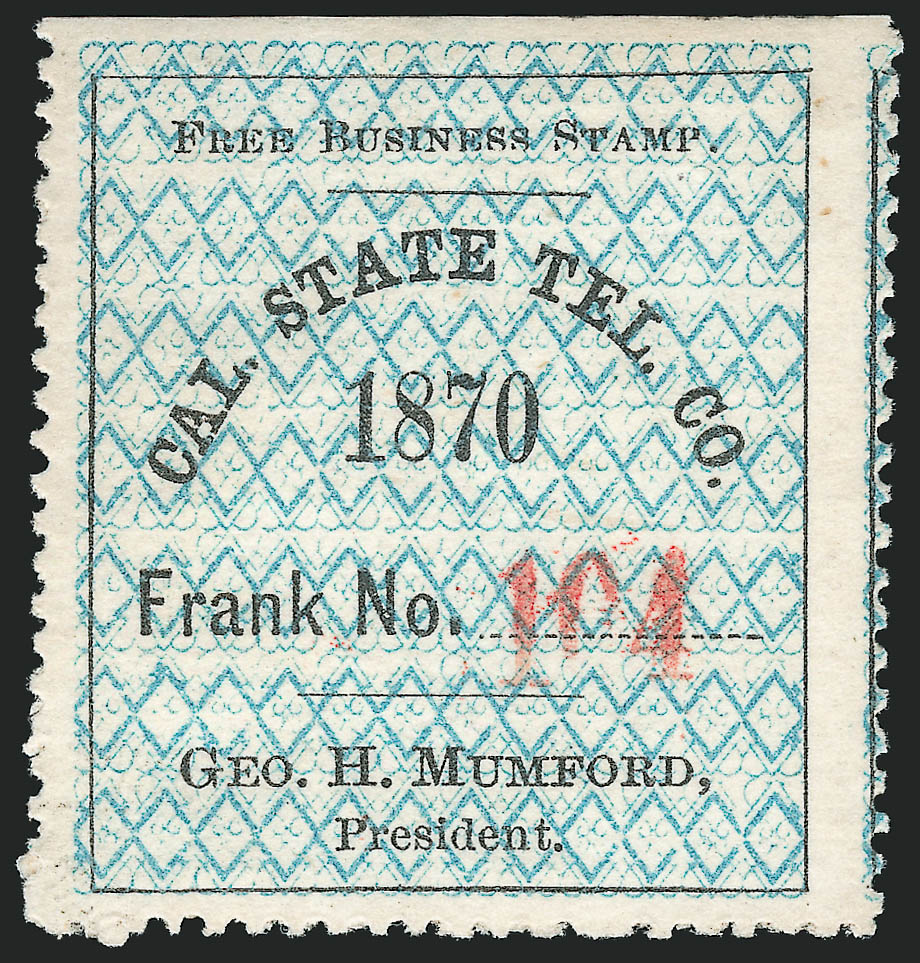 FREE BUSINESS STAMP.
CAL. STATE TEL. CO.
1870
Frank No. 104
GEO. H. MUMFORD,
President.